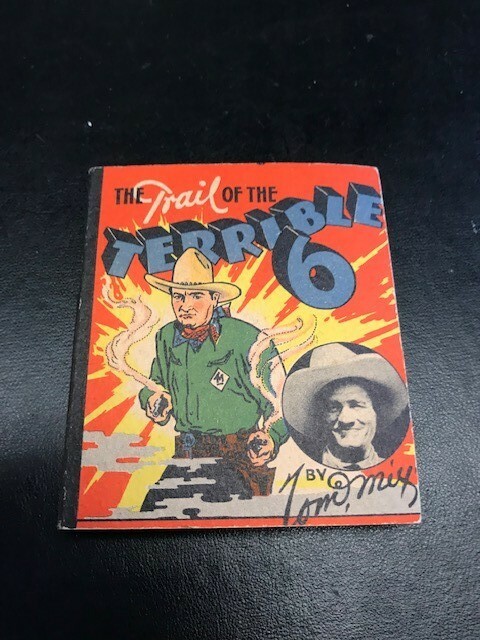 THE Trail OF THE
TERRIBLE
6
BY
Tom Mix